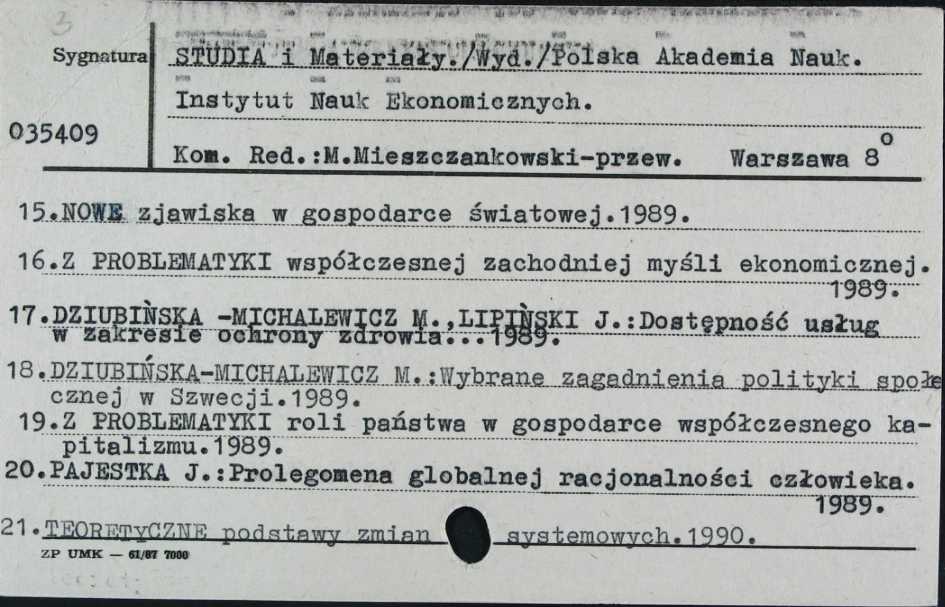 3
Sygnatura
STUDIA i Materiały./Wyd./Polska Akademia Nauk.
Instytut Nauk Ekonomicznych.
035409
Kom. Red.:M.Mieszczankowski-przew. Warszawa 8°
15.NOWE zjawiska w gospodarce światowej.1989.
16.Z PROBLEMATYKI współczesnej zachodniej myśli ekonomicznej.
1989.
17.DZIUBIŃSKA -MICHALEWICZ M.,LIPIŃSKI J.:Dostępność usług
w zakresie ochrony zdrowia...1989.
18.DZIUBIŃSKA-MICHALEWICZ M.:Wybrane zagadnienia polityki społe
cznej w Szwecji.1989.
19.Z PROBLEMATYKI roli państwa w gospodarce współczesnego ka-
pitalizmu.1989.
20.PAJESTKA J.:Prolegomena globalnej racjonalności człowieka.
1989.
21.TEORETyCZNE podstawy zmian systemowych.1990.
ZP UMK — 61/87 7000